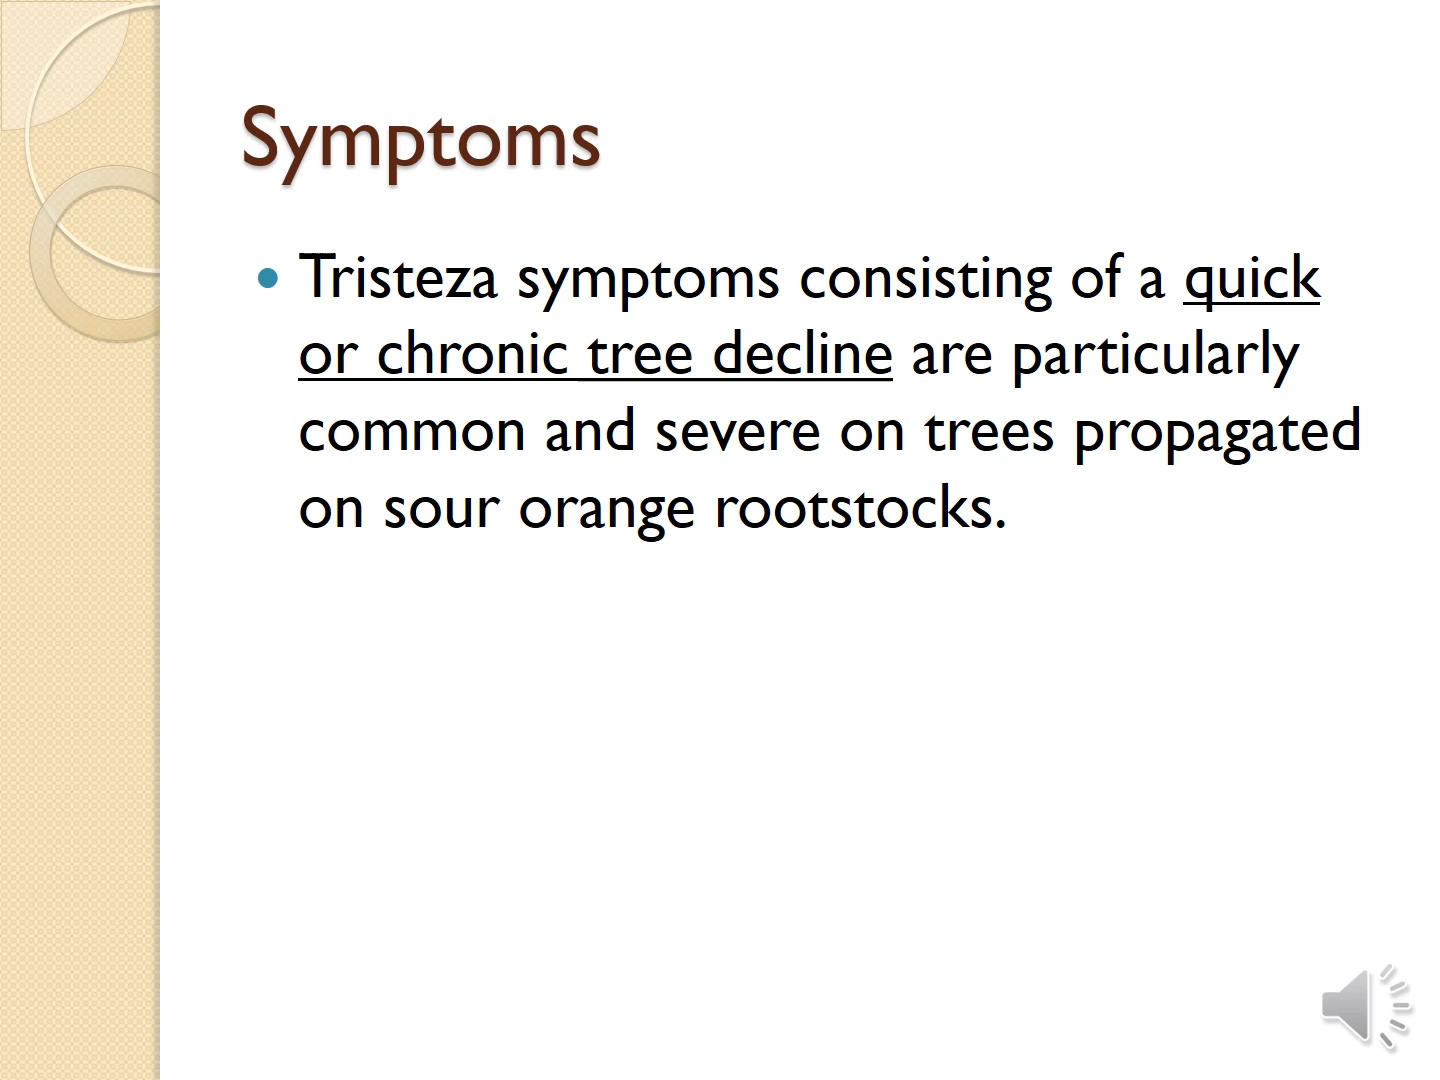 Symptoms
• Tristeza symptoms consisting of a quick
or chronic tree decline are particularly
common and severe on trees propagated
on sour orange rootstocks.